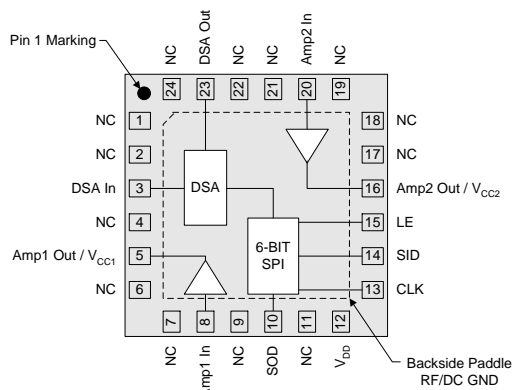 Pin 1 Marking
NC
DSA Out
NC
NC
Amp2 In
NC
24
23
22
21
20
19
NC 1
NC 2
DSA In 3
NC 4
Amp1 Out / VCC1 5
NC 6
18 NC
17 NC
16 Amp2 Out / VCC2
15 LE
14 SID
13 CLK
DSA
6-BIT
SPI
7
8
9
10
11
12
NC
Amp1 In
NC
SOD
NC
VDD
Backside Paddle
RF/DC GND